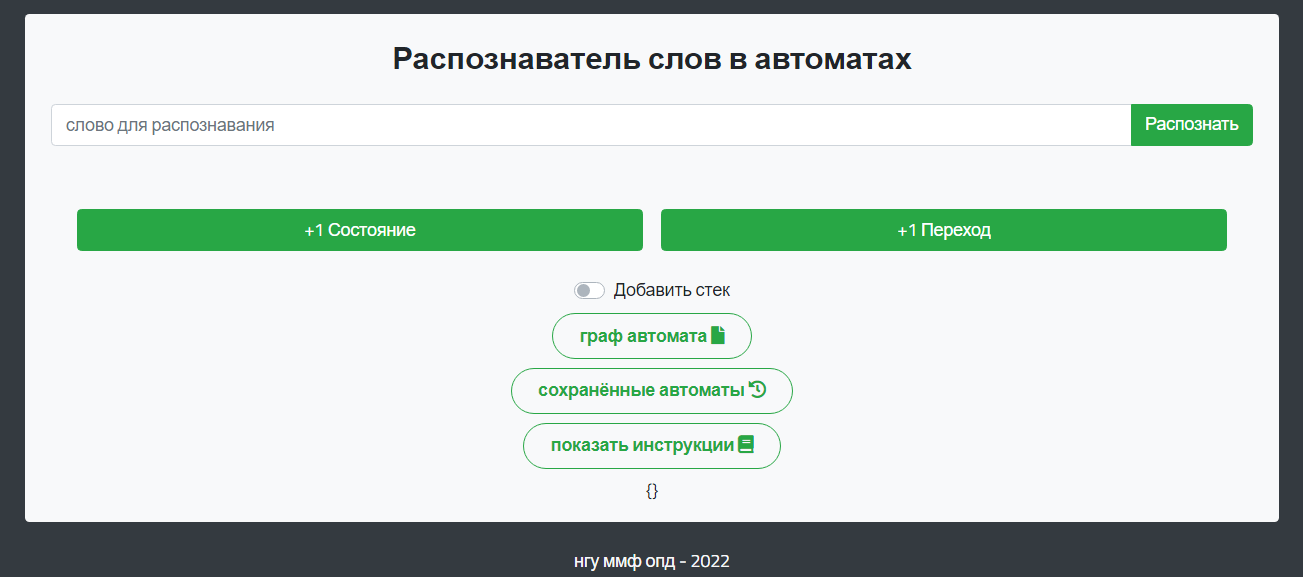 Распознаватель слов в автоматах
слово для распознавания
Распознать
+1 Состояние
+1 Переход
Добавить стек
граф автомата
сохранённые автоматы
показать инструкции
{}
нгу ммф опд - 2022